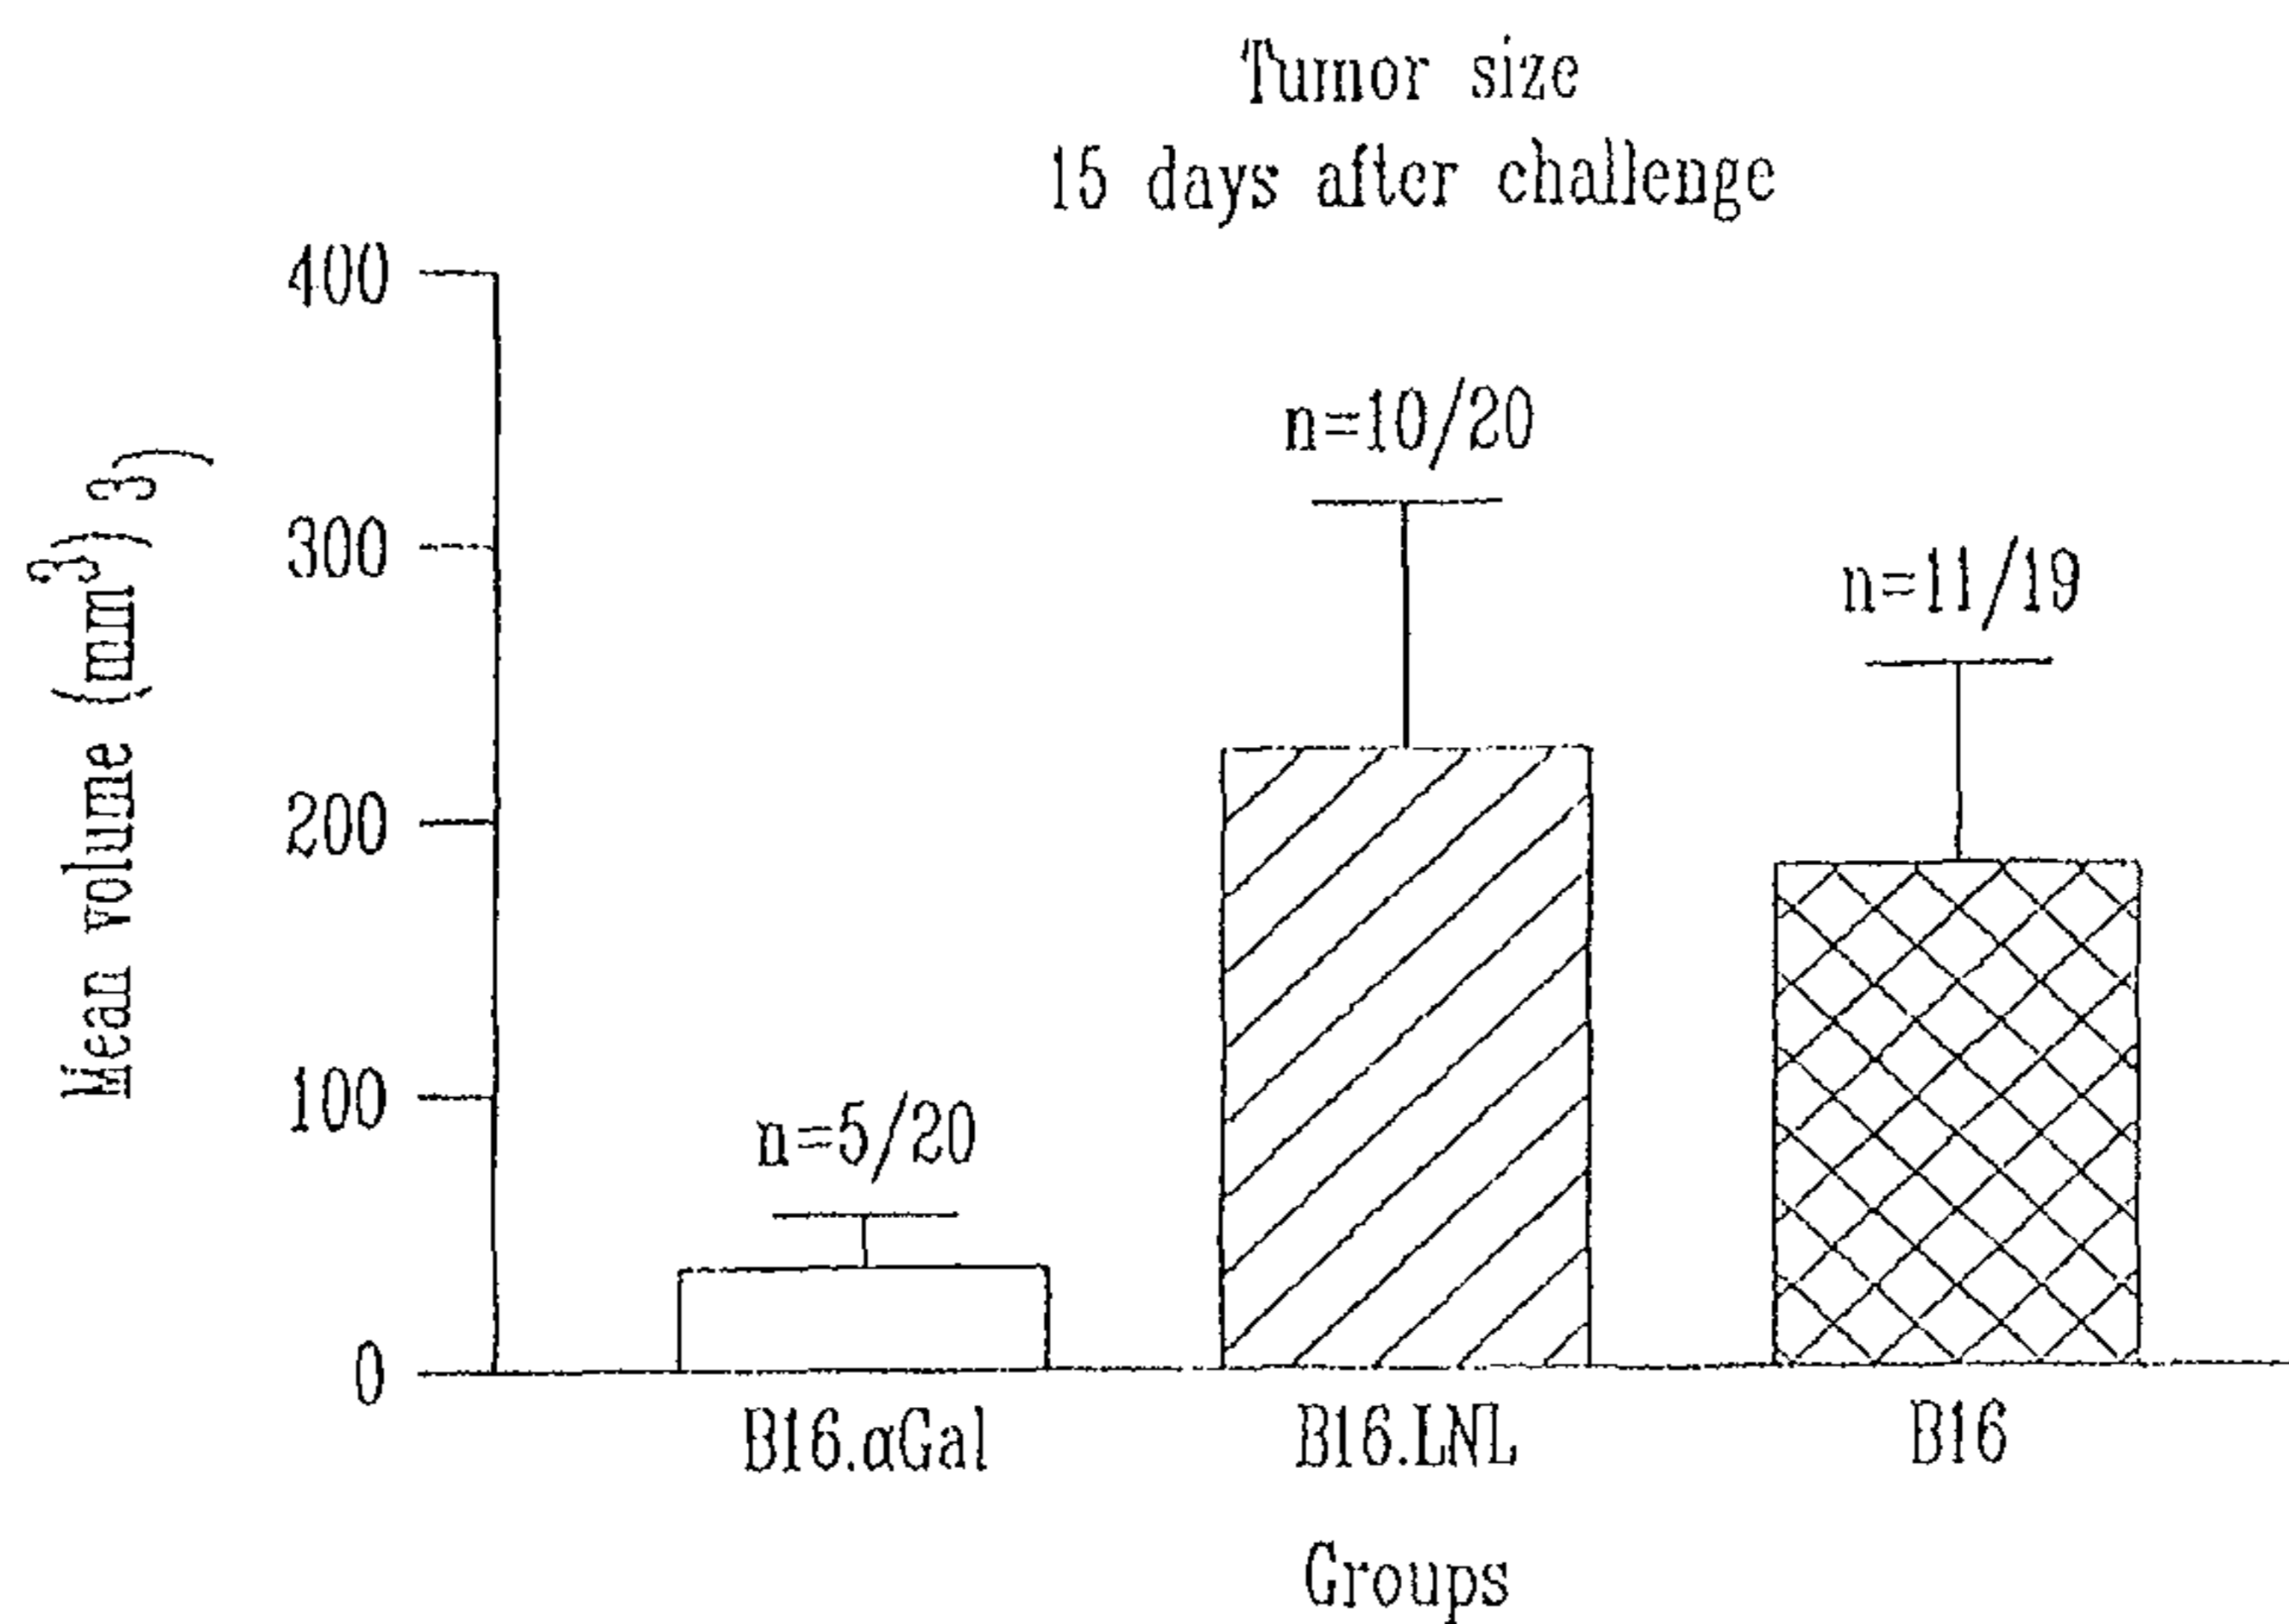 Tumor size
15 days after challenge
Mean volume (mm³) 3)
400
300
200
100
0
n=5/20
n=10/20
n=11/19
B16.αGal
B16.LNL
B16
Groups